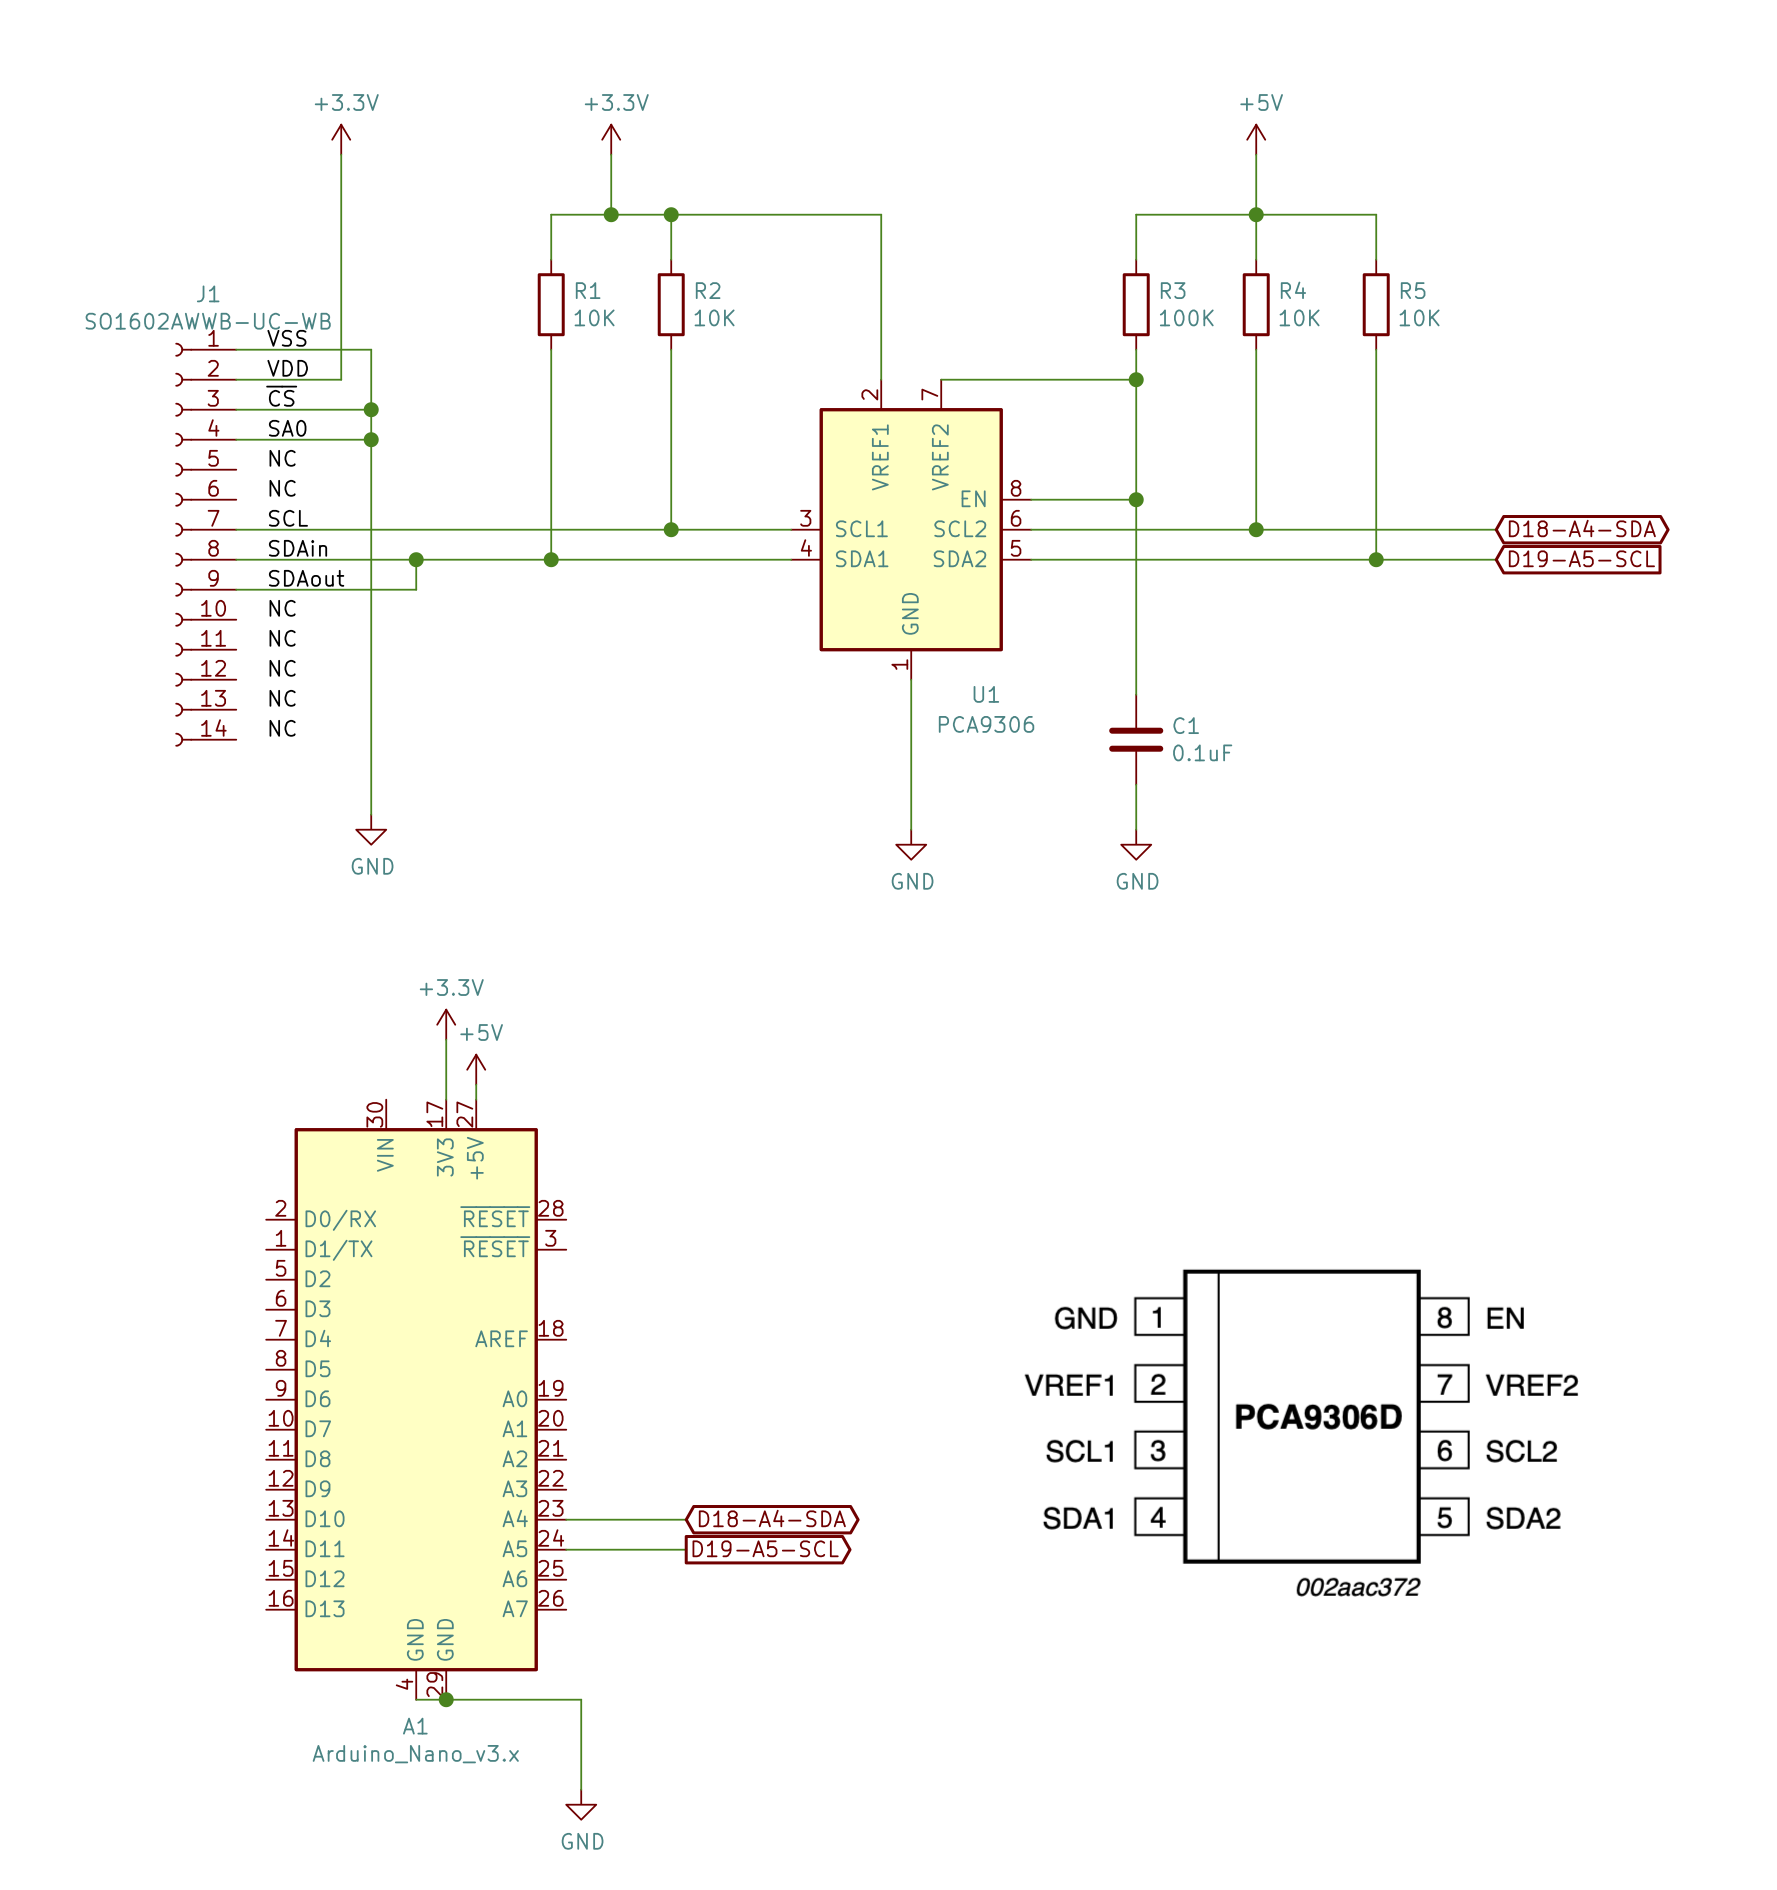 +3.3V
+3.3V
+5V
J1
SO1602AWWB-UC-WB
1 VSS
2 VDD
3 CS
4 SA0
5 NC
6 NC
7 SCL
8 SDAin
9 SDAout
10 NC
11 NC
12 NC
13 NC
14 NC
GND
R1
10K
R2
10K
2
7
VREF1
VREF2
EN 8
3 SCL1
SCL2 6
4 SDA1
SDA2 5
GND
1
U1
PCA9306
GND
R3
100K
R4
10K
R5
10K
D18-A4-SDA
D19-A5-SCL
C1
0.1uF
GND
+3.3V
+5V
30
17
27
VIN
3V3
+5V
2 D0/RX
1 D1/TX
5 D2
6 D3
7 D4
8 D5
9 D6
10 D7
11 D8
12 D9
13 D10
14 D11
15 D12
16 D13
RESET 28
RESET 3
AREF 18
A0 19
A1 20
A2 21
A3 22
A4 23
A5 24
A6 25
A7 26
D18-A4-SDA
D19-A5-SCL
GND
GND
4
29
A1
Arduino_Nano_v3.x
GND
GND 1
VREF1 2
SCL1 3
SDA1 4
PCA9306D
8 EN
7 VREF2
6 SCL2
5 SDA2
002aac372